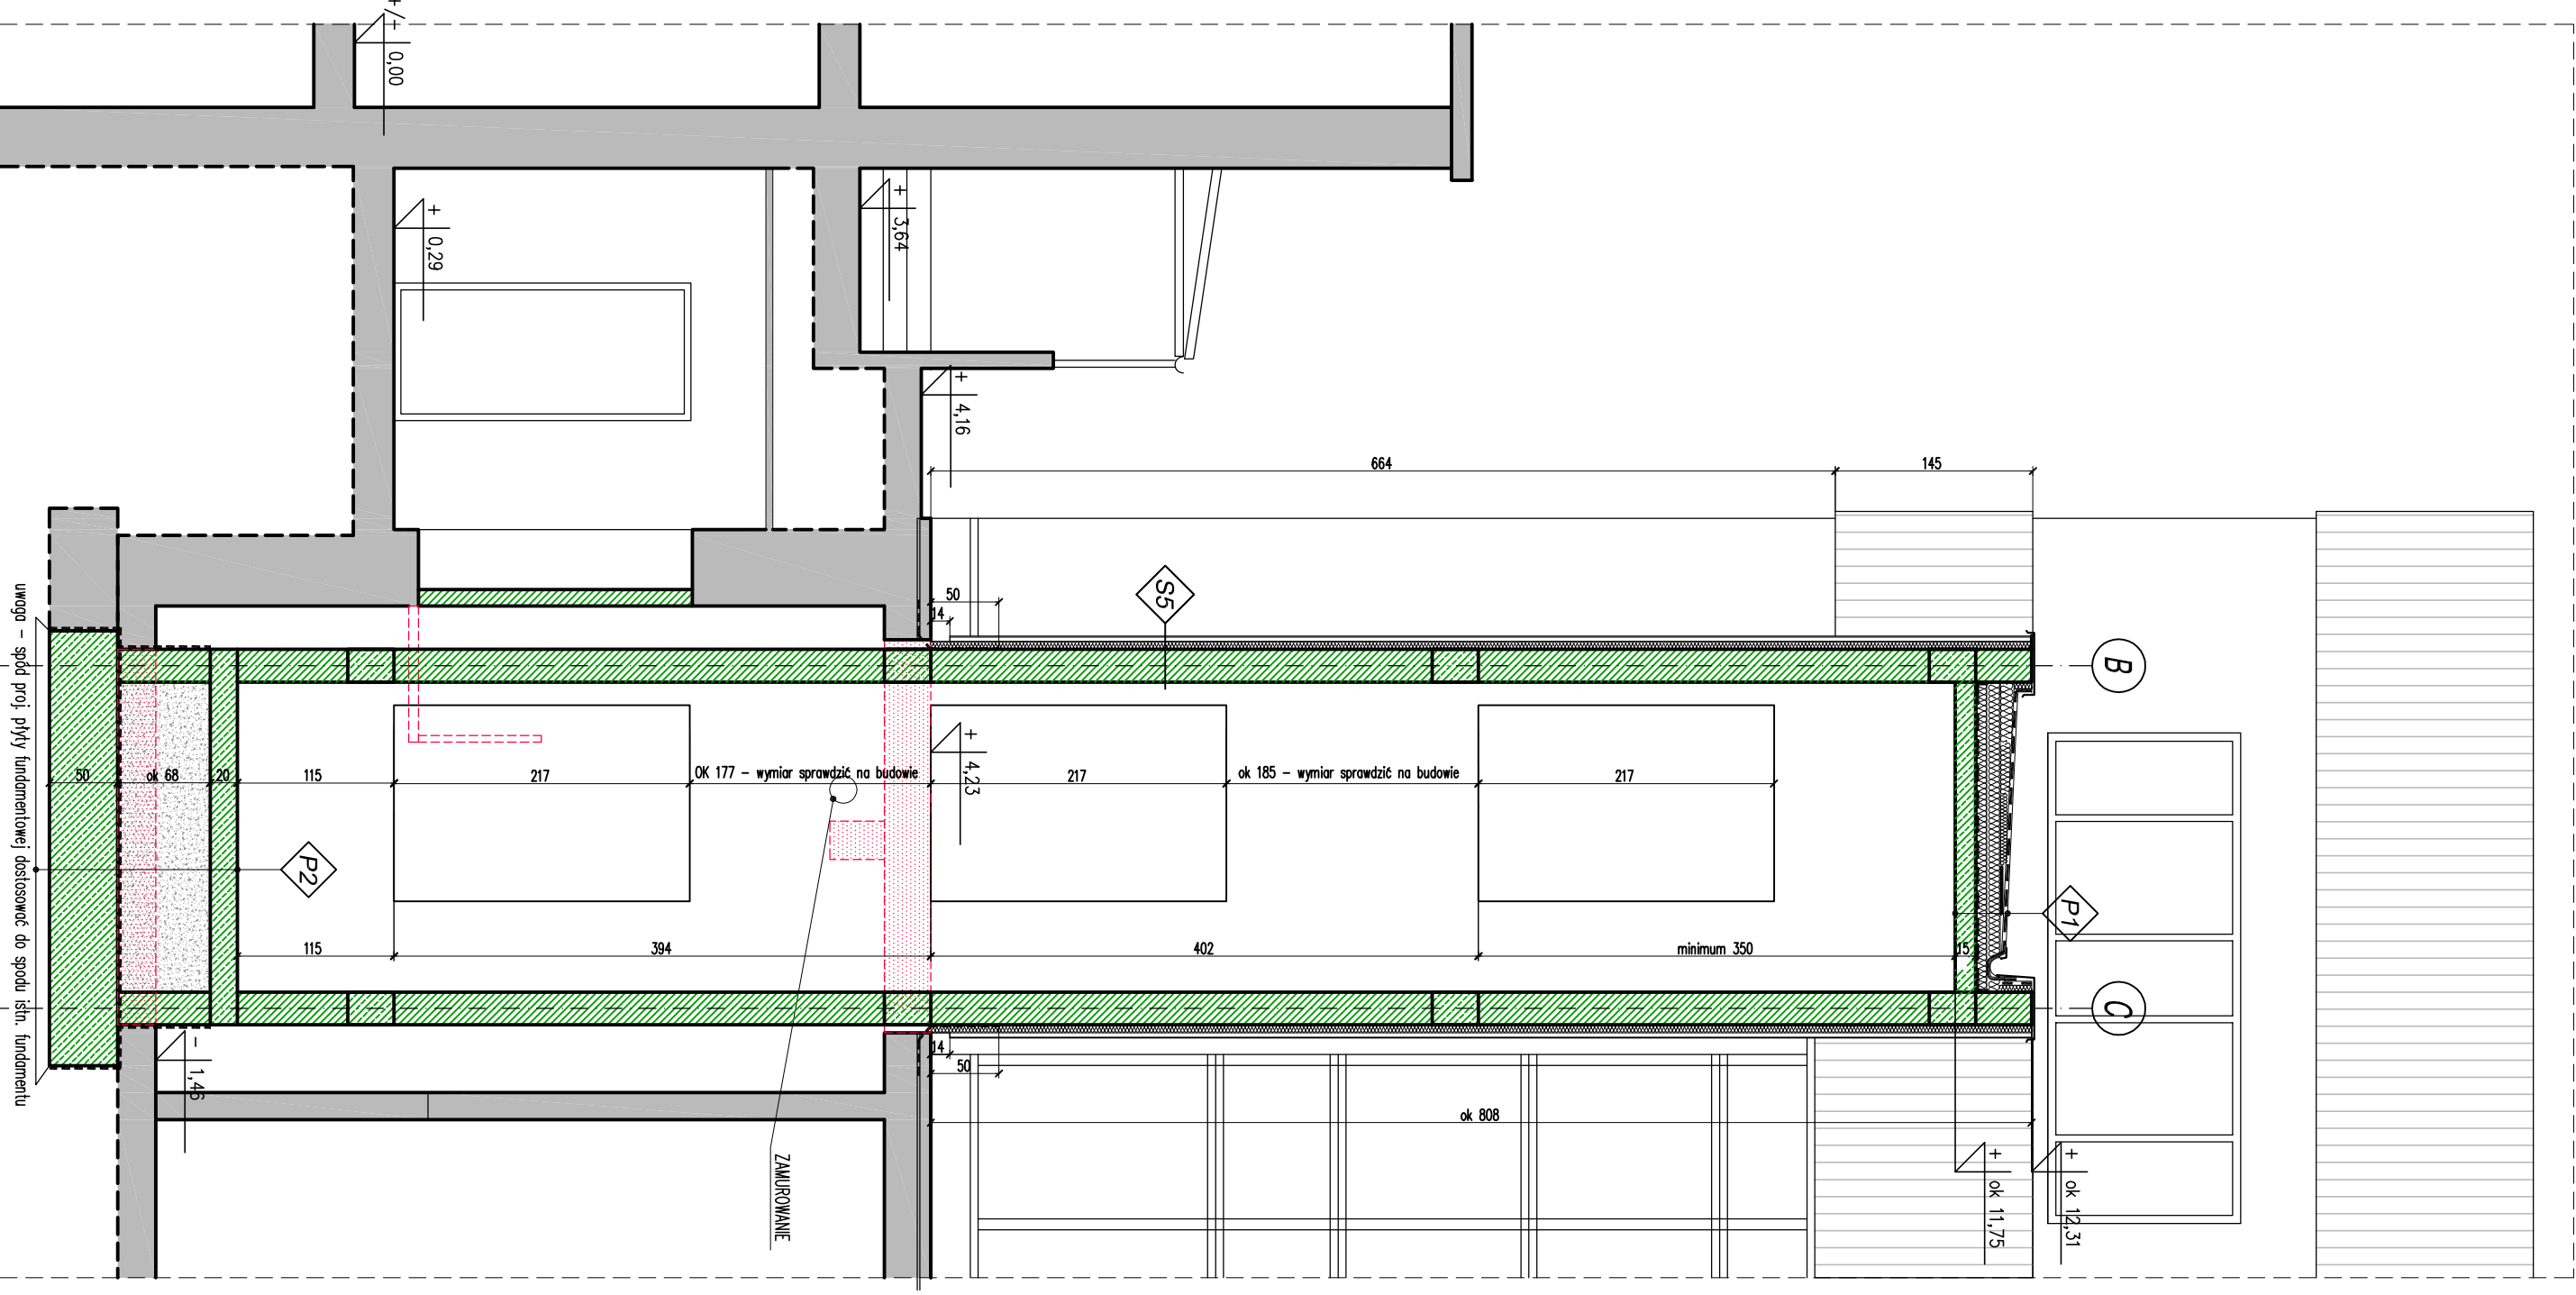 +/- 0,00
+ 0,29
+ 3,64
+ 4,16
664
145
50
14
S5
B
+ 4,23
50
ok 68
20
115
217
OK 177 - wymiar sprawdzić na budowie
217
ok 185 - wymiar sprawdzić na budowie
217
P2
P1
115
394
402
minimum 350
15
C
14
50
- 1,46
ok 808
ZAMUROWANIE
+ ok 11,75
+ ok 12,31
uwaga - spód proj. płyty fundamentowej dostosować do spodu istn. fundamentu